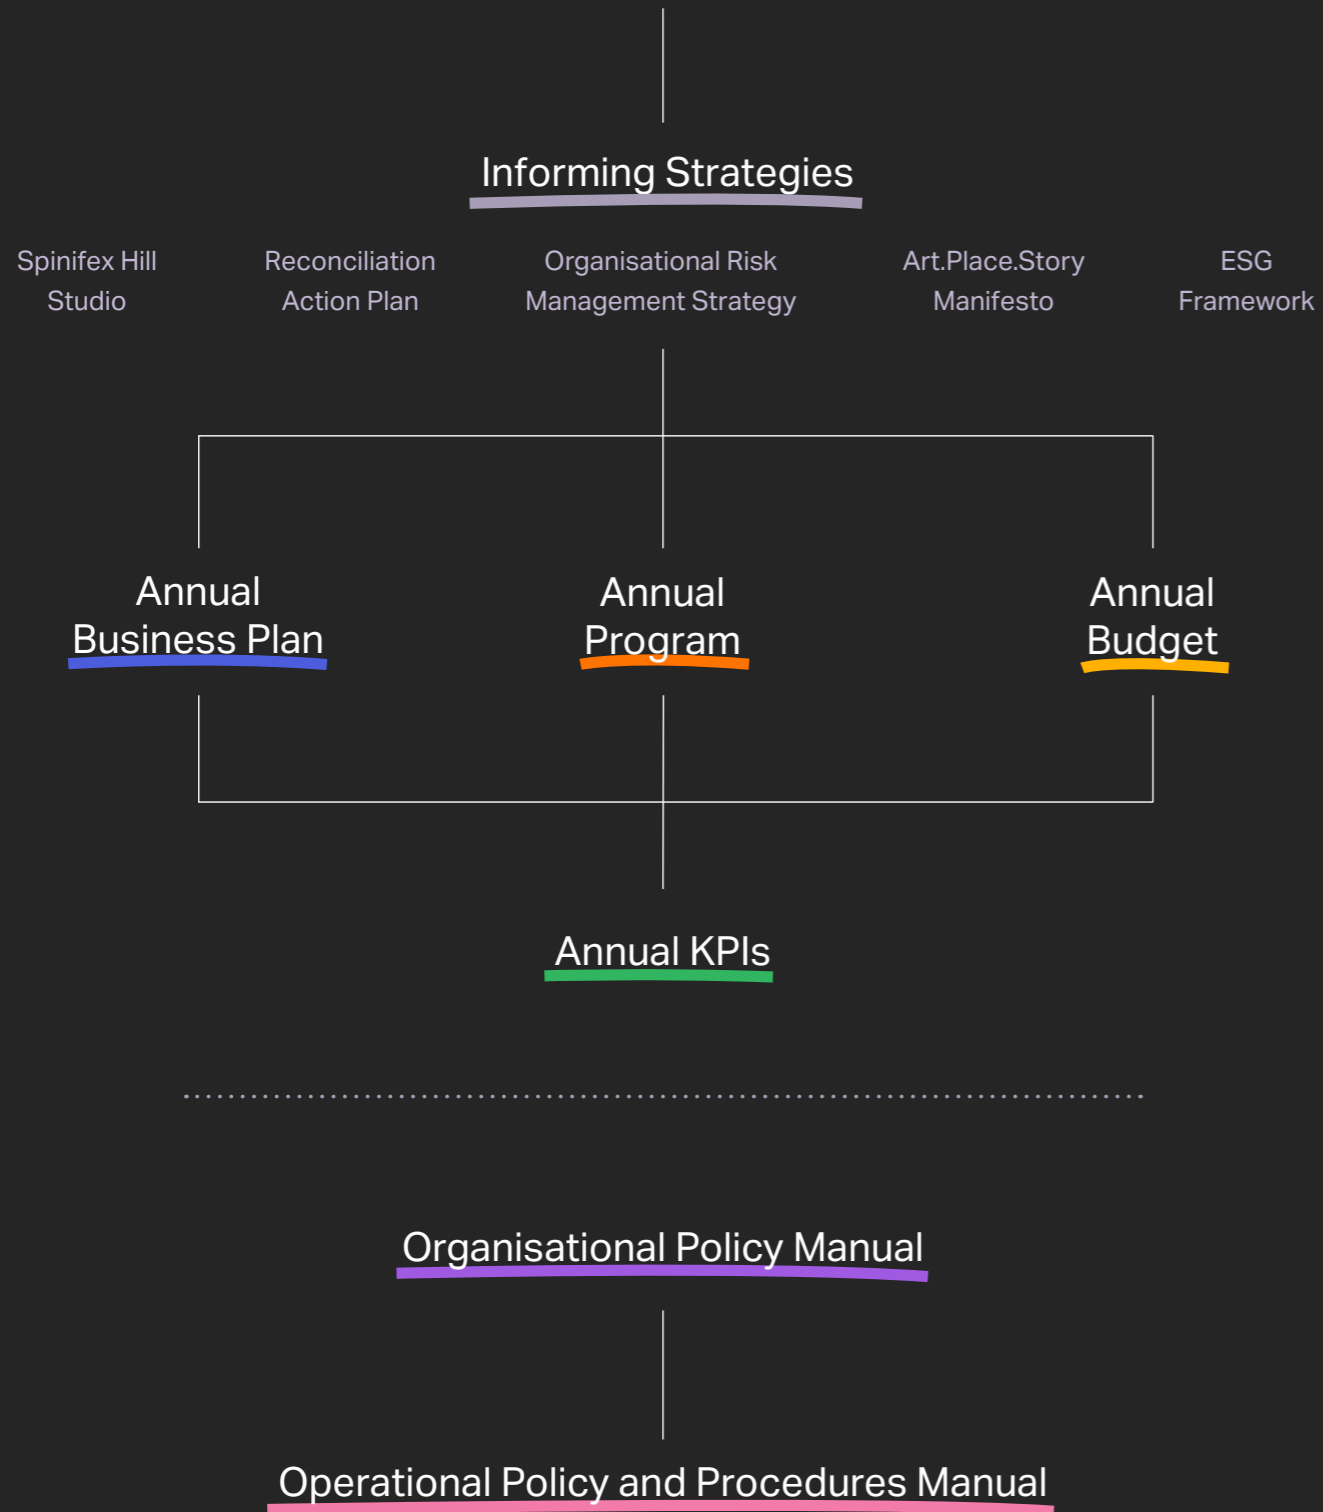 Informing Strategies
Spinifex Hill
Studio
Reconciliation
Action Plan
Organisational Risk
Management Strategy
Art.Place.Story
Manifesto
ESG
Framework
Annual
Business Plan
Annual
Program
Annual
Budget
Annual KPIs
Organisational Policy Manual
Operational Policy and Procedures Manual